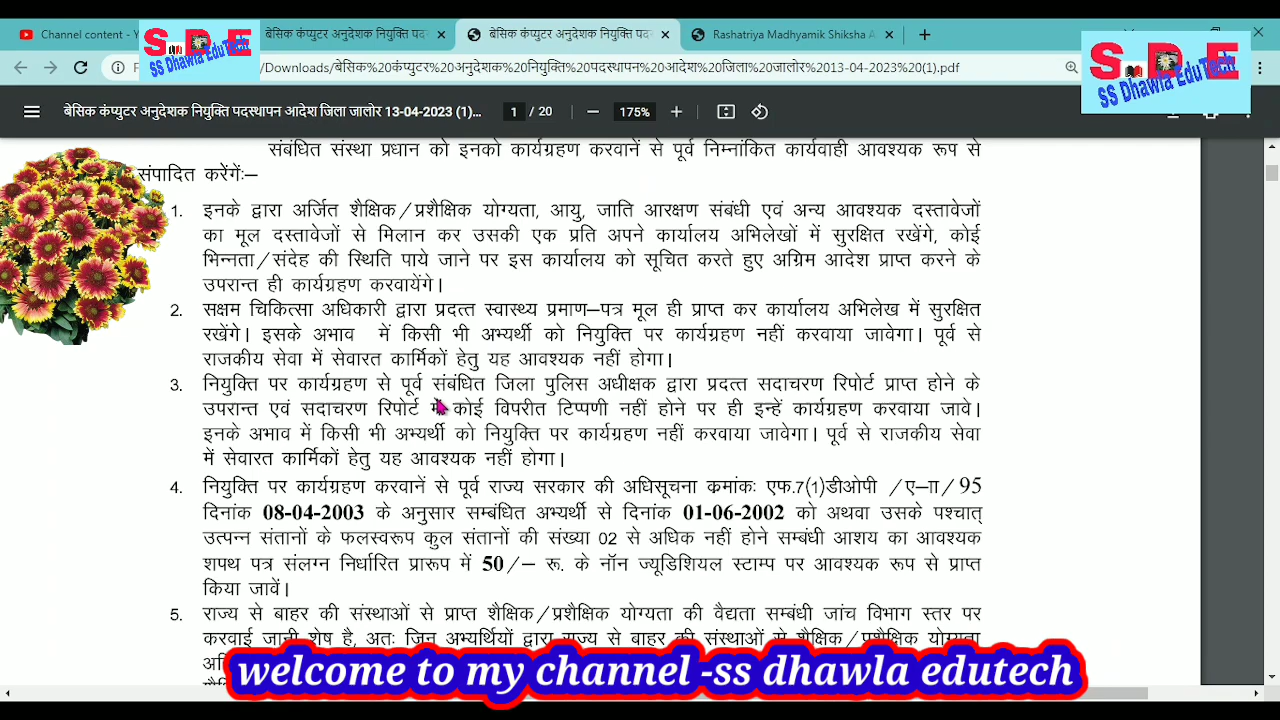 Channel content - Y
बेसिक कंप्युटर अनुदेशक नियुक्ति पदस्
बेसिक कंप्युटर अनुदेशक नियुक्ति पदस्
Rashatriya Madhyamik Shiksha A
S D E
SS Dhawla EduTech
S D E
SS Dhawla EduTech
/Downloads/बेसिक%20कंप्युटर%20अनुदेशक%20नियुक्ति%20पदस्थापन%20आदेश%20जिला%20जालोर%2013-04-2023%20(1).pdf
बेसिक कंप्युटर अनुदेशक नियुक्ति पदस्थापन आदेश जिला जालोर 13-04-2023 (1)...
1 / 20
175%
संबंधित संस्था प्रधान को इनको कार्यग्रहण करवानें से पूर्व निम्नांकित कार्यवाही आवश्यक रूप से
संपादित करेंगेंः–
1. इनके द्वारा अर्जित शैक्षिक/प्रशैक्षिक योग्यता, आयु, जाति आरक्षण संबंधी एवं अन्य आवश्यक दस्तावेजों
का मूल दस्तावेजों से मिलान कर उसकी एक प्रति अपने कार्यालय अभिलेखों में सुरक्षित रखेंगे, कोई
भिन्नता/संदेह की स्थिति पाये जाने पर इस कार्यालय को सूचित करते हुए अग्रिम आदेश प्राप्त करने के
उपरान्त ही कार्यग्रहण करवायेंगे।
2. सक्षम चिकित्सा अधिकारी द्वारा प्रदत्त स्वास्थ्य प्रमाण–पत्र मूल ही प्राप्त कर कार्यालय अभिलेख में सुरक्षित
रखेंगे। इसके अभाव में किसी भी अभ्यर्थी को नियुक्ति पर कार्यग्रहण नहीं करवाया जावेगा। पूर्व से
राजकीय सेवा में सेवारत कार्मिकों हेतु यह आवश्यक नहीं होगा।
3. नियुक्ति पर कार्यग्रहण से पूर्व संबंधित जिला पुलिस अधीक्षक द्वारा प्रदत्त सदाचरण रिपोर्ट प्राप्त होने के
उपरान्त एवं सदाचरण रिपोर्ट में कोई विपरीत टिप्पणी नहीं होने पर ही इन्हें कार्यग्रहण करवाया जावे।
इनके अभाव में किसी भी अभ्यर्थी को नियुक्ति पर कार्यग्रहण नहीं करवाया जावेगा। पूर्व से राजकीय सेवा
में सेवारत कार्मिकों हेतु यह आवश्यक नहीं होगा।
4. नियुक्ति पर कार्यग्रहण करवानें से पूर्व राज्य सरकार की अधिसूचना क्रमांकः एफ.7(1)डीओपी /ए–ाा/95
दिनांक 08-04-2003 के अनुसार सम्बंधित अभ्यर्थी से दिनांक 01-06-2002 को अथवा उसके पश्चात्
उत्पन्न संतानों के फलस्वरूप कुल संतानों की संख्या 02 से अधिक नहीं होने सम्बंधी आशय का आवश्यक
शपथ पत्र संलग्न निर्धारित प्रारूप में 50/– रू. के नॉन ज्यूडिशियल स्टाम्प पर आवश्यक रूप से प्राप्त
किया जावें।
5. राज्य से बाहर की संस्थाओं से प्राप्त शैक्षिक/प्रशैक्षिक योग्यता की वैद्यता सम्बंधी जांच विभाग स्तर पर
करवाई जानी शेष है, अतः जिन अभ्यर्थियों द्वारा राज्य से बाहर की संस्थाओं से शैक्षिक/प्रशैक्षिक योग्यता
welcome to my channel -ss dhawla edutech